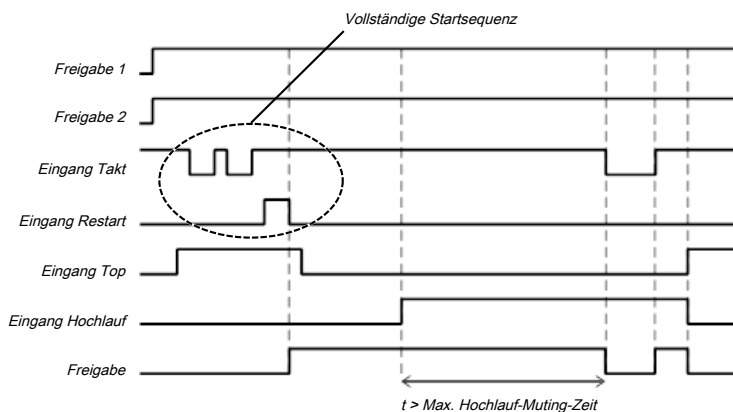 Vollständige Startsequenz
Freigabe 1
Freigabe 2
Eingang Takt
Eingang Restart
Eingang Top
Eingang Hochlauf
Freigabe
t > Max. Hochlauf-Muting-Zeit